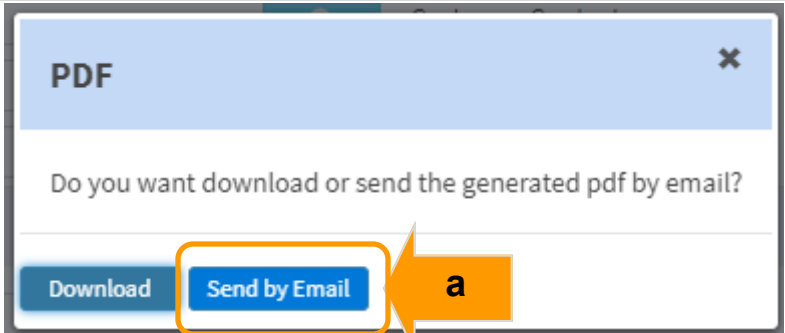 PDF
✖
Do you want download or send the generated pdf by email?
Download
Send by Email
a